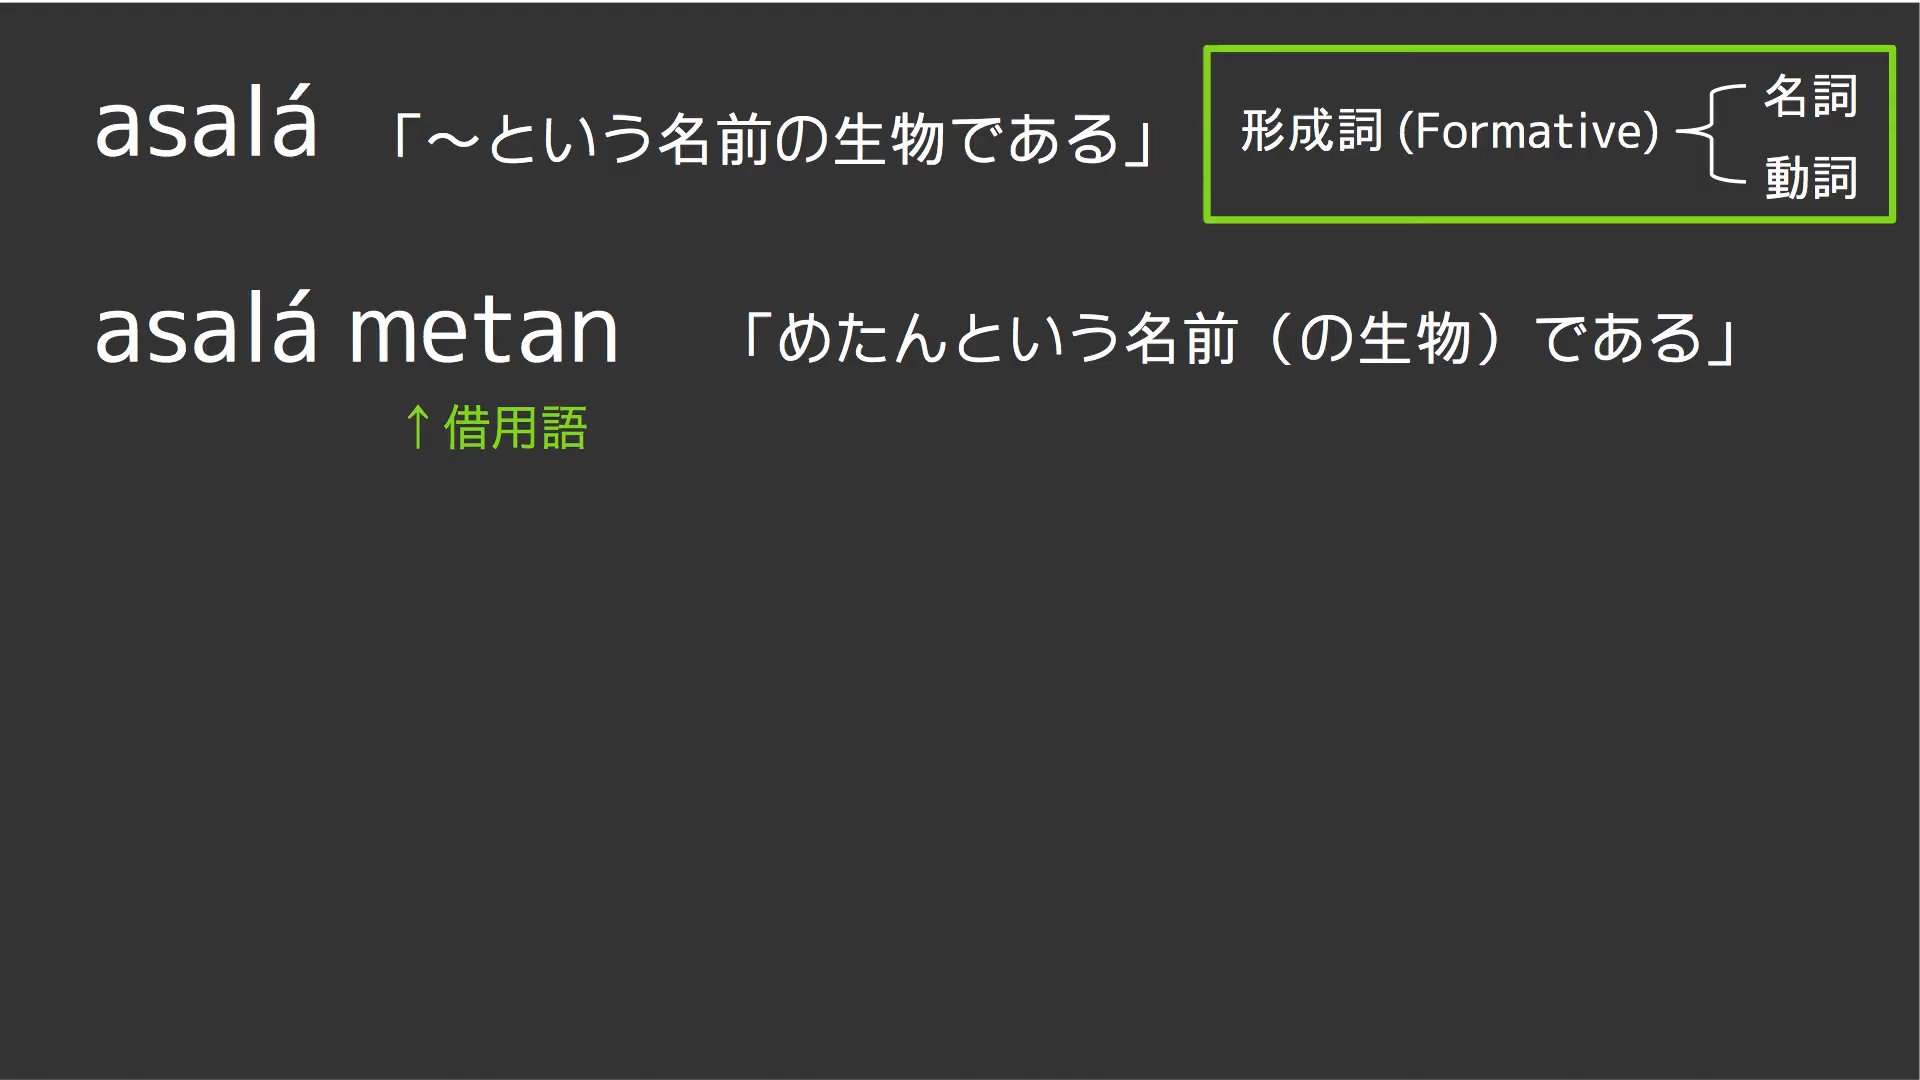 asalá 「～という名前の生物である」
形成詞 (Formative)
名詞
動詞
asalá metan 「めたんという名前（の生物）である」
↑借用語